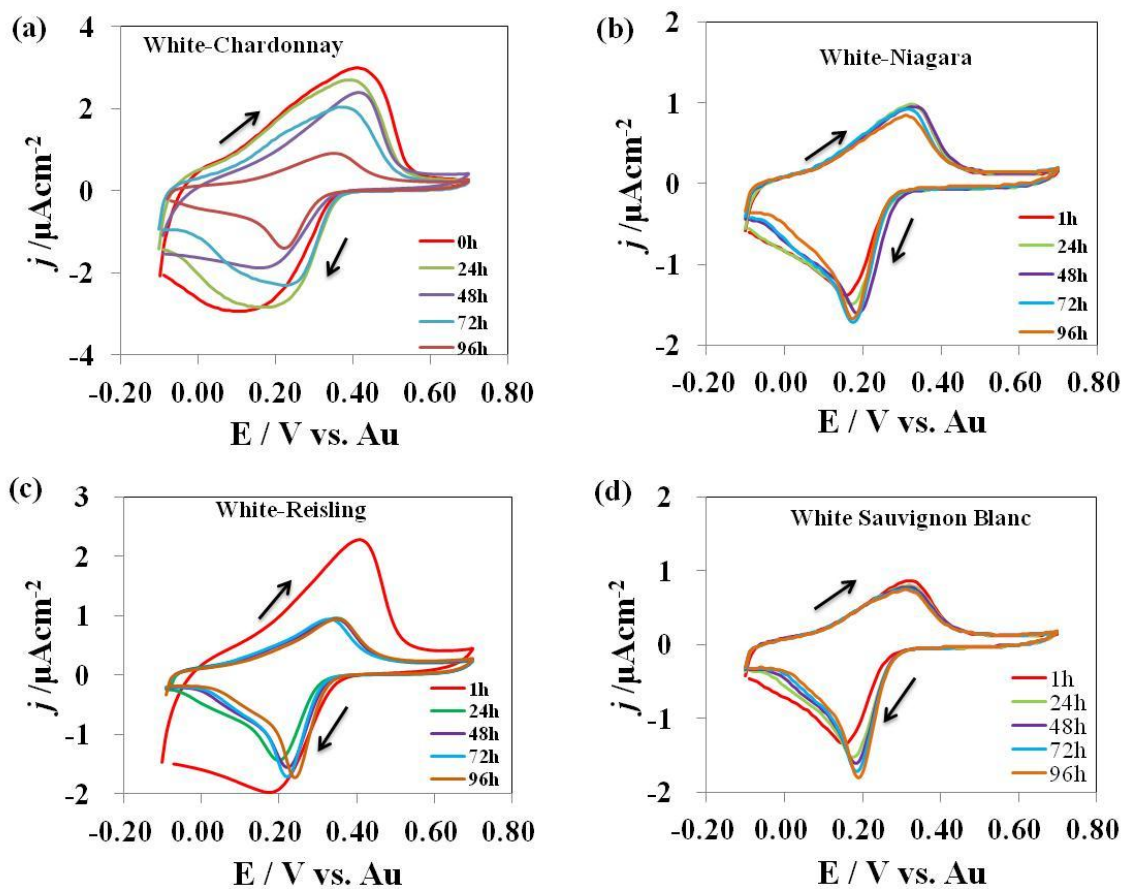 (a)
White-Chardonnay
j /µAcm-2
4
2
0
-2
-4
-0.20 0.00 0.20 0.40 0.60 0.80
E / V vs. Au
0h
24h
48h
72h
96h
(b)
White-Niagara
j /µAcm-2
2
1
0
-1
-2
-0.20 0.00 0.20 0.40 0.60 0.80
E / V vs. Au
1h
24h
48h
72h
96h
(c)
White-Reisling
j /µAcm-2
3
2
1
0
-1
-2
-0.20 0.00 0.20 0.40 0.60 0.80
E / V vs. Au
1h
24h
48h
72h
96h
(d)
White Sauvignon Blanc
j /µAcm-2
2
1
0
-1
-2
-0.20 0.00 0.20 0.40 0.60 0.80
E / V vs. Au
1h
24h
48h
72h
96h